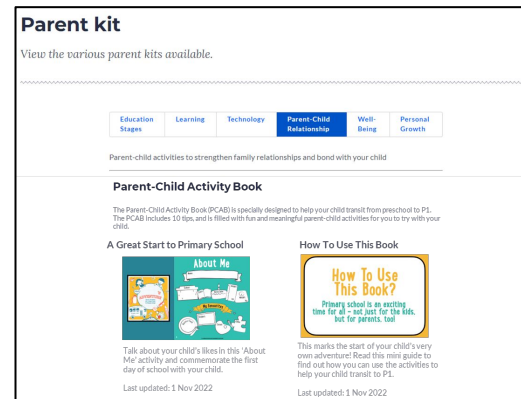 Parent kit
View the various parent kits available.
Education Stages
Learning
Technology
Parent-Child Relationship
Well-Being
Personal Growth
Parent-child activities to strengthen family relationships and bond with your child
Parent-Child Activity Book
The Parent-Child Activity Book (PCAB) is specially designed to help your child transit from preschool to P1.
The PCAB includes 10 tips, and is filled with fun and meaningful parent-child activities for you to try with your
child.
A Great Start to Primary School
About Me
Talk about your child's likes in this 'About
Me' activity and commemorate the first
day of school with your child.
Last updated: 1 Nov 2022
How To Use This Book
How To Use
This Book?
Primary school is an exciting
time for all – not just for the kids,
but for parents, too!
This marks the start of your child's very
own adventure! Read this mini guide to
find out how you can use the activities to
help your child transit to P1.
Last updated: 1 Nov 2022